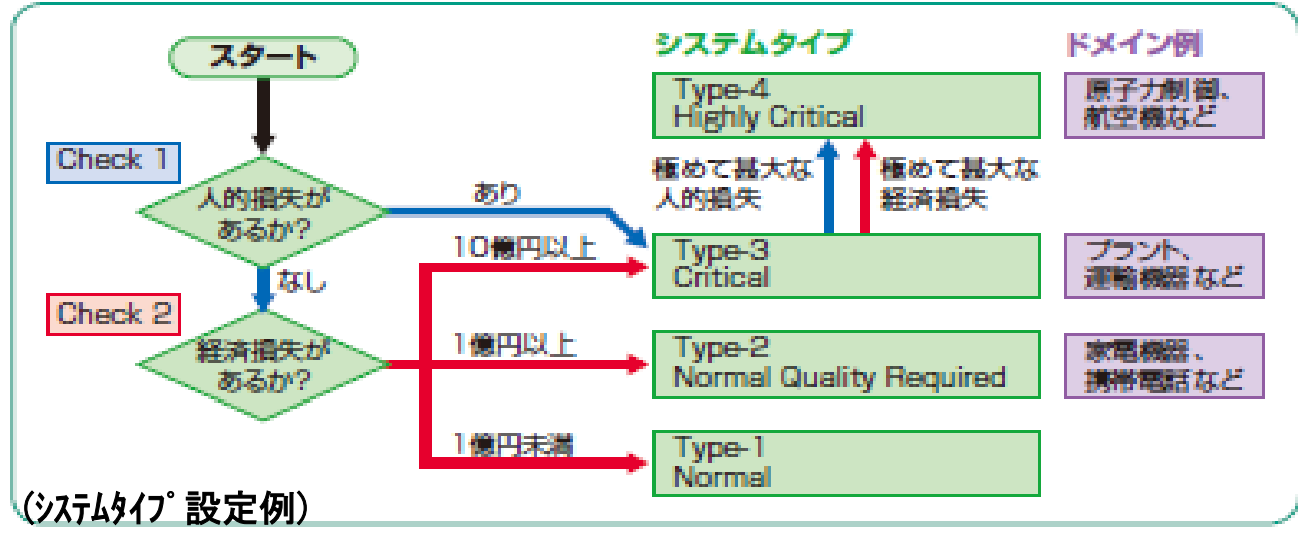 スタート
システムタイプ
ドメイン例
Type-4
Highly Critical
原子力制御、
航空機など
Check 1
人的損失が
あるか?
あり
極めて甚大な
人的損失
極めて甚大な
経済損失
10億円以上
Type-3
Critical
プラント、
運輸機器など
なし
Check 2
経済損失が
あるか?
1億円以上
Type-2
Normal Quality Required
家電機器、
携帯電話など
1億円未満
Type-1
Normal
(ｼｽﾃﾑﾀｲﾌﾟ設定例)